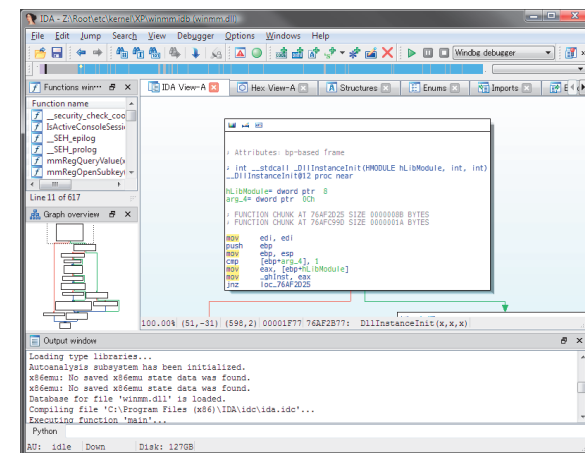 IDA - Z:\Root\etc\kernel\XP\winmm.idb (winmm.dll)
File Edit Jump Search View Debugger Options Windows Help
Windbg debugger
Functions win··· IDA View-A Hex View-A Structures Enums Imports E
Function name
__security_check_coo
IsActiveConsoleSessi
__SEH_epilog
__SEH_prolog
mmRegQueryValue(x
mmRegOpenSubkey(
Line 11 of 617
Graph overview
; Attributes: bp-based frame
; int __stdcall _DllInstanceInit(HMODULE hLibModule, int, int)
__DllInstanceInit@12 proc near
hLibModule= dword ptr 8
arg_4= dword ptr 0Ch
; FUNCTION CHUNK AT 76AF2D25 SIZE 0000008B BYTES
; FUNCTION CHUNK AT 76AFC99D SIZE 0000001A BYTES
mov edi, edi
push ebp
mov ebp, esp
cmp [ebp+arg_4], 1
mov eax, [ebp+hLibModule]
mov _ghInst, eax
jnz loc_76AF2D25
100.00% (51,-31) (598,2) 00001F77 76AF2B77: DllInstanceInit(x,x,x)
Output window
Loading type libraries...
Autoanalysis subsystem has been initialized.
x86emu: No saved x86emu state data was found.
x86emu: No saved x86emu state data was found.
Database for file 'winmm.dll' is loaded.
Compiling file 'C:\Program Files (x86)\IDA\idc\ida.idc'...
Executing function 'main'...
Python
AU: idle Down Disk: 127GB